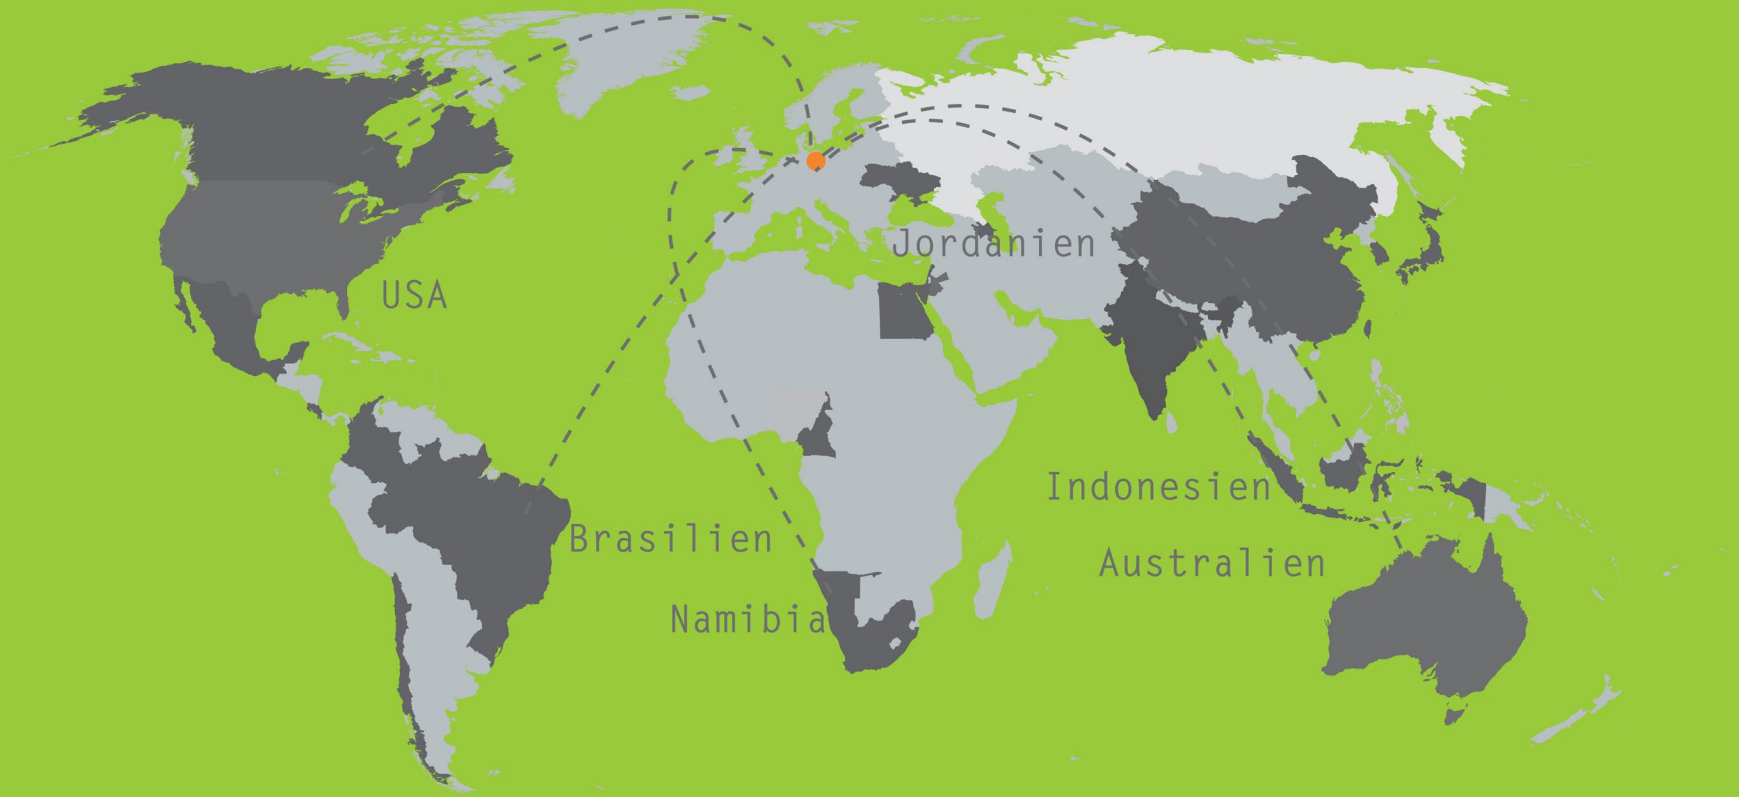 Jordanien
USA
Indonesien
Brasilien
Australien
Namibia